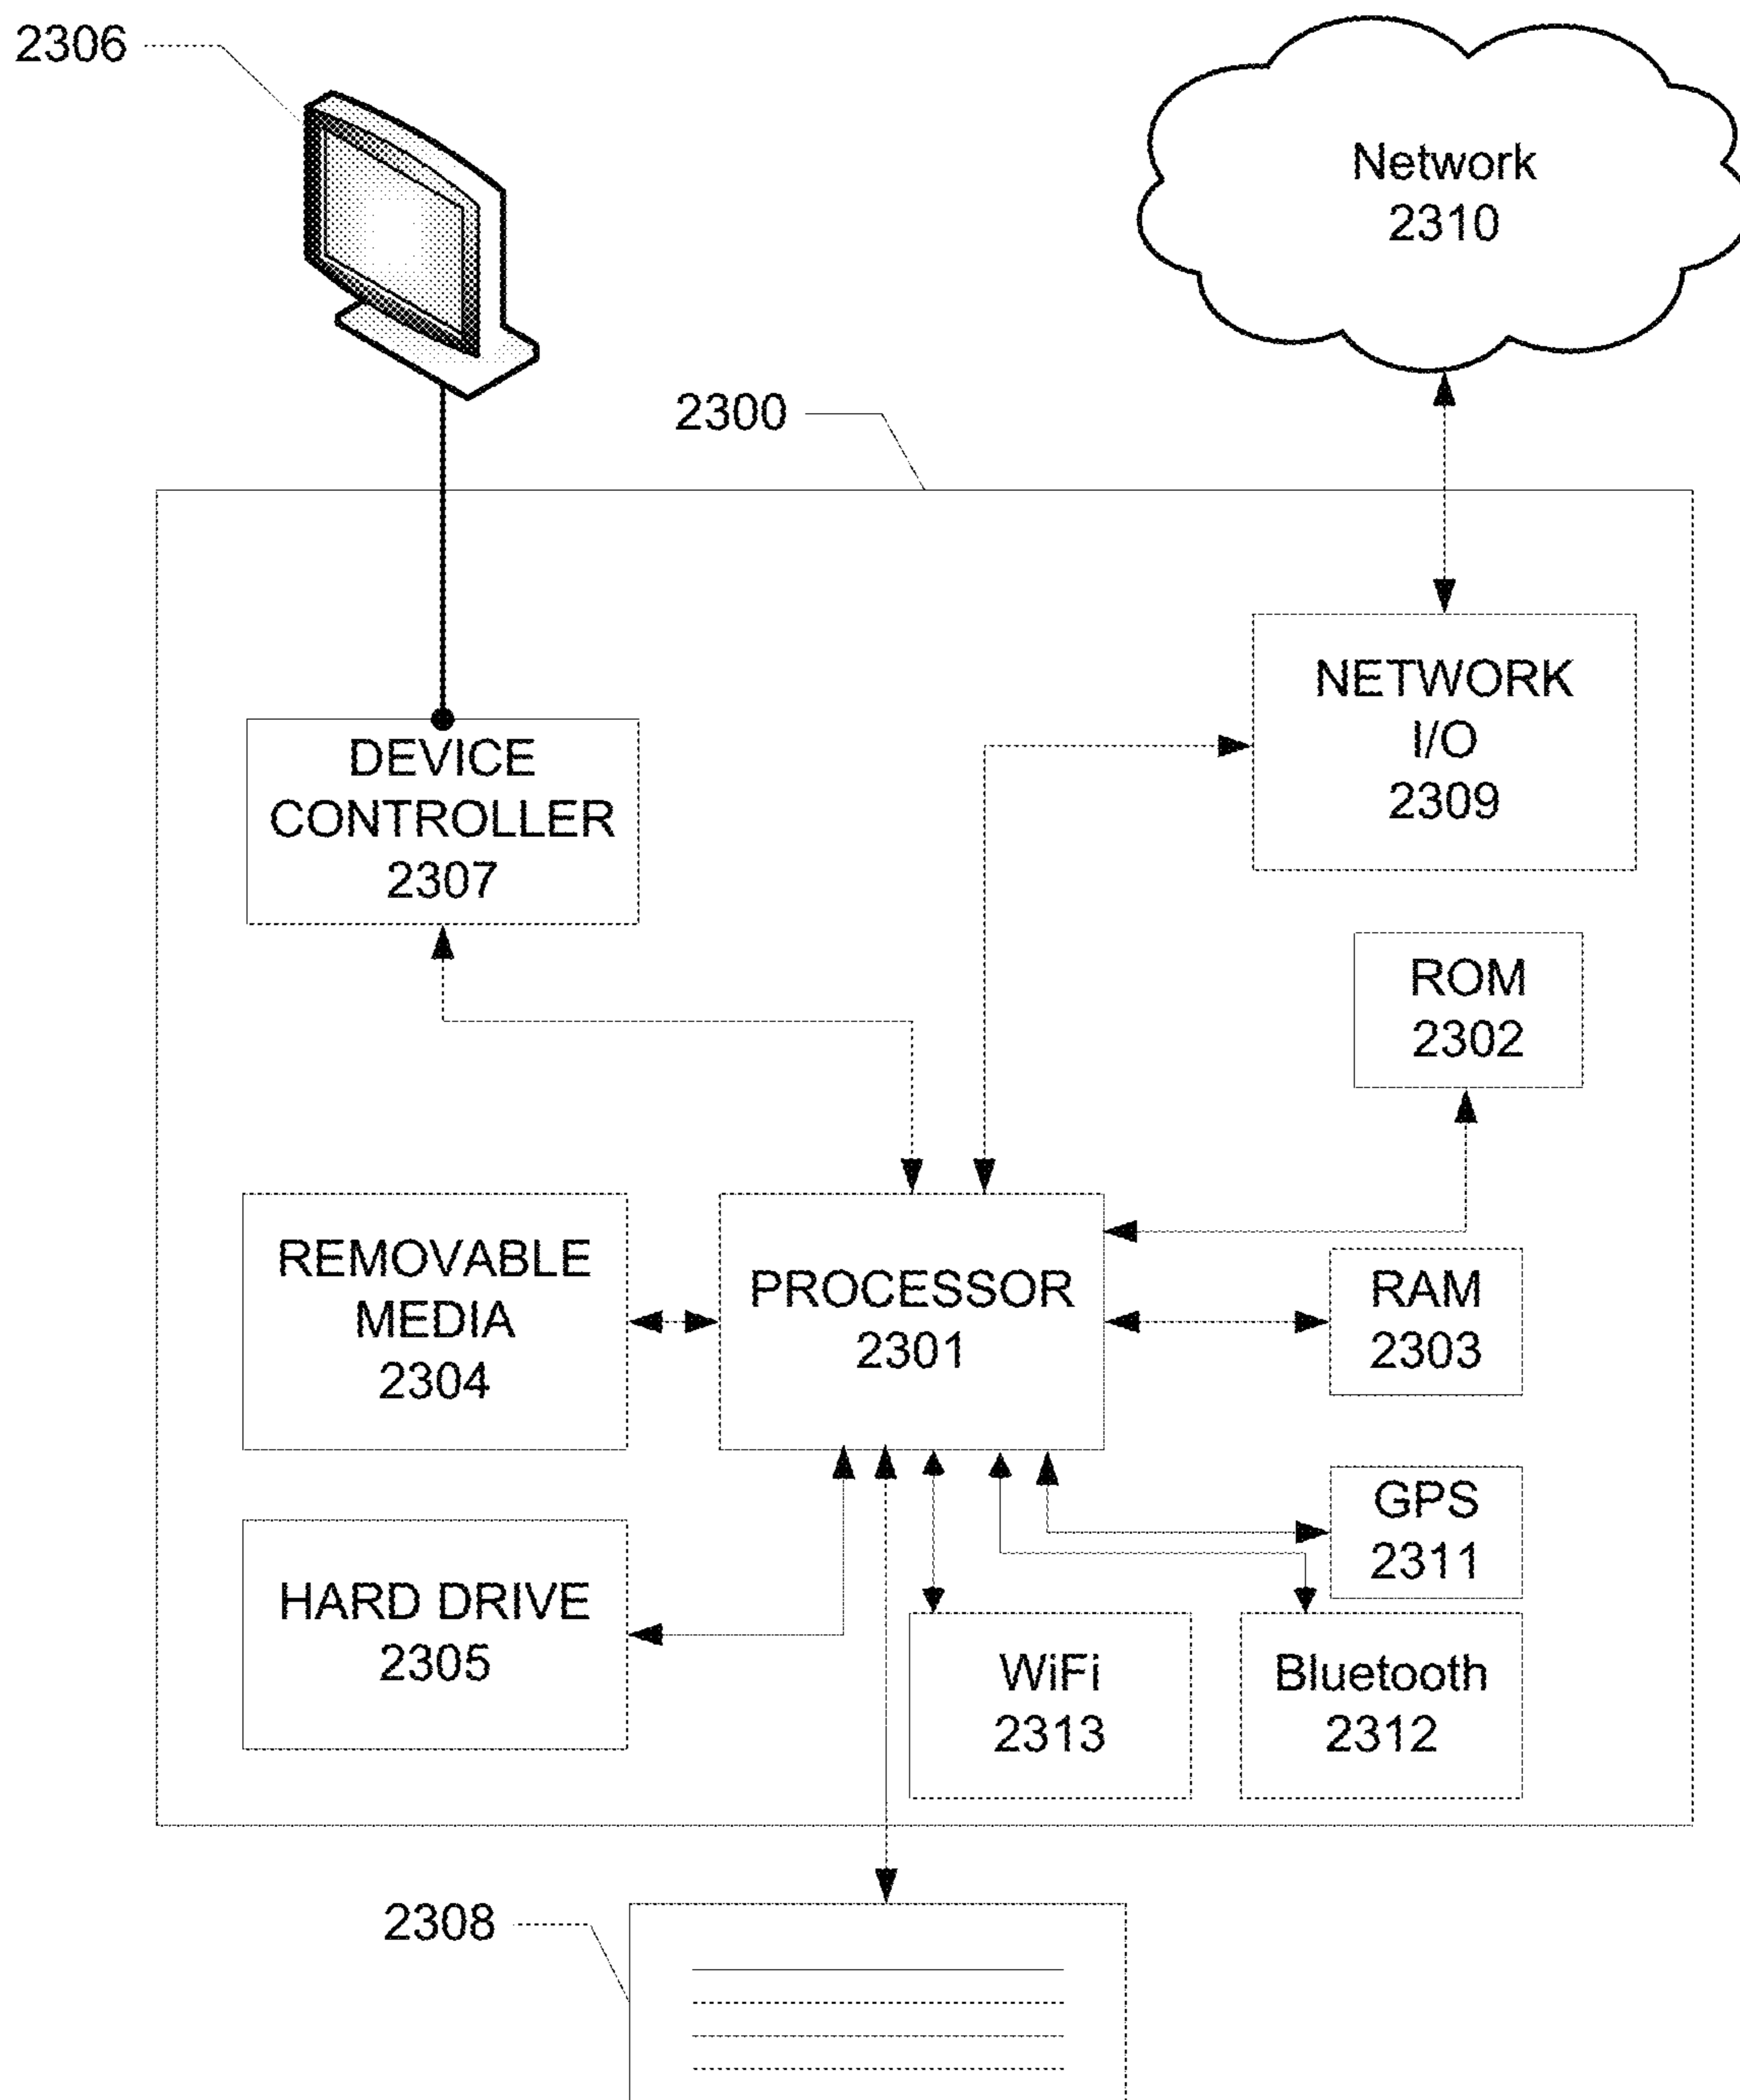 2306
Network
2310
2300
NETWORK
I/O
2309
DEVICE
CONTROLLER
2307
ROM
2302
REMOVABLE
MEDIA
2304
PROCESSOR
2301
RAM
2303
GPS
2311
HARD DRIVE
2305
WiFi
2313
Bluetooth
2312
2308